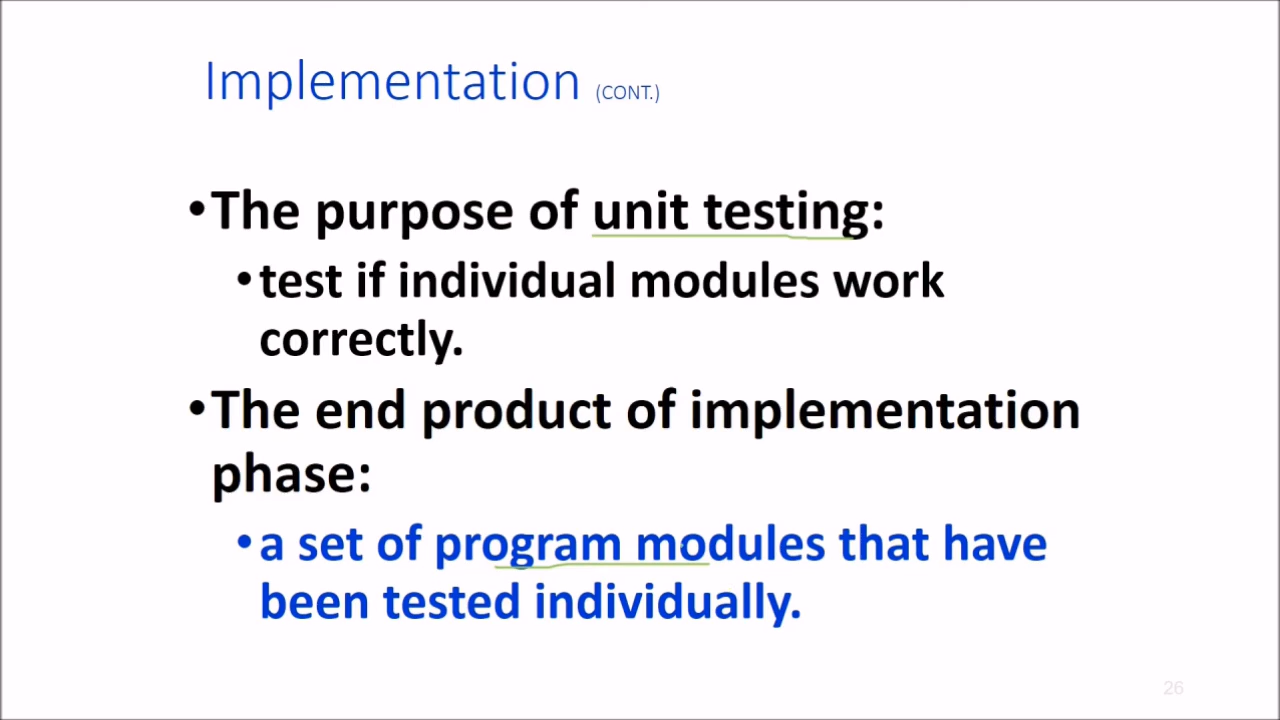 Implementation (CONT.)
•The purpose of unit testing:
•test if individual modules work
correctly.
•The end product of implementation
phase:
•a set of program modules that have
been tested individually.
26